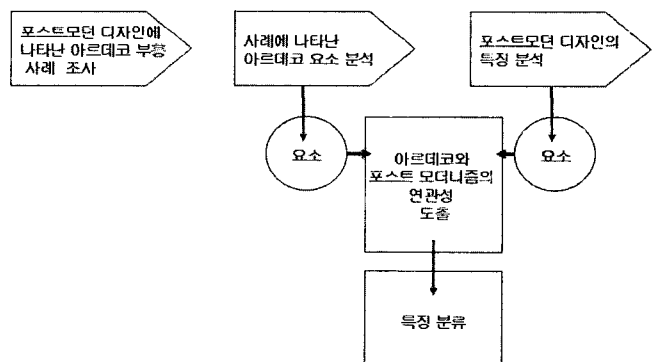 포스트모던 디자인에
나타난 아르데코 부흥
사례 조사
사례에 나타난
아르데코 요소 분석
포스트모던 디자인의
특징 분석
요소
아르데코와
포스트 모더니즘의
연관성
도출
요소
특징 분류